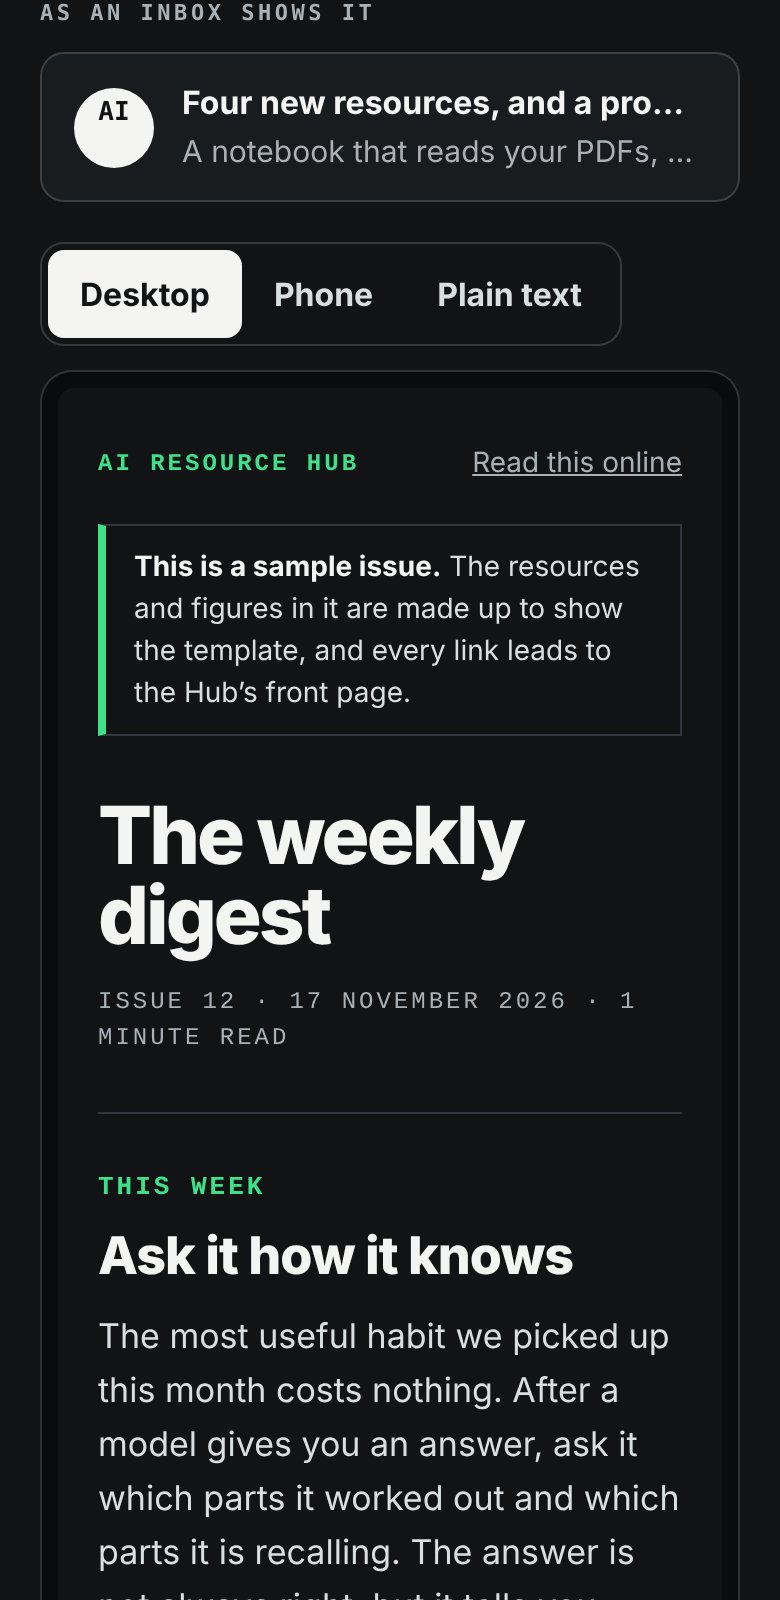 AS AN INBOX SHOWS IT
AI
Four new resources, and a pro...
A notebook that reads your PDFs, ...
Desktop
Phone
Plain text
AI RESOURCE HUB
Read this online
This is a sample issue. The resources
and figures in it are made up to show
the template, and every link leads to
the Hub’s front page.
The weekly
digest
ISSUE 12 · 17 NOVEMBER 2026 · 1
MINUTE READ
THIS WEEK
Ask it how it knows
The most useful habit we picked up
this month costs nothing. After a
model gives you an answer, ask it
which parts it worked out and which
parts it is recalling. The answer is